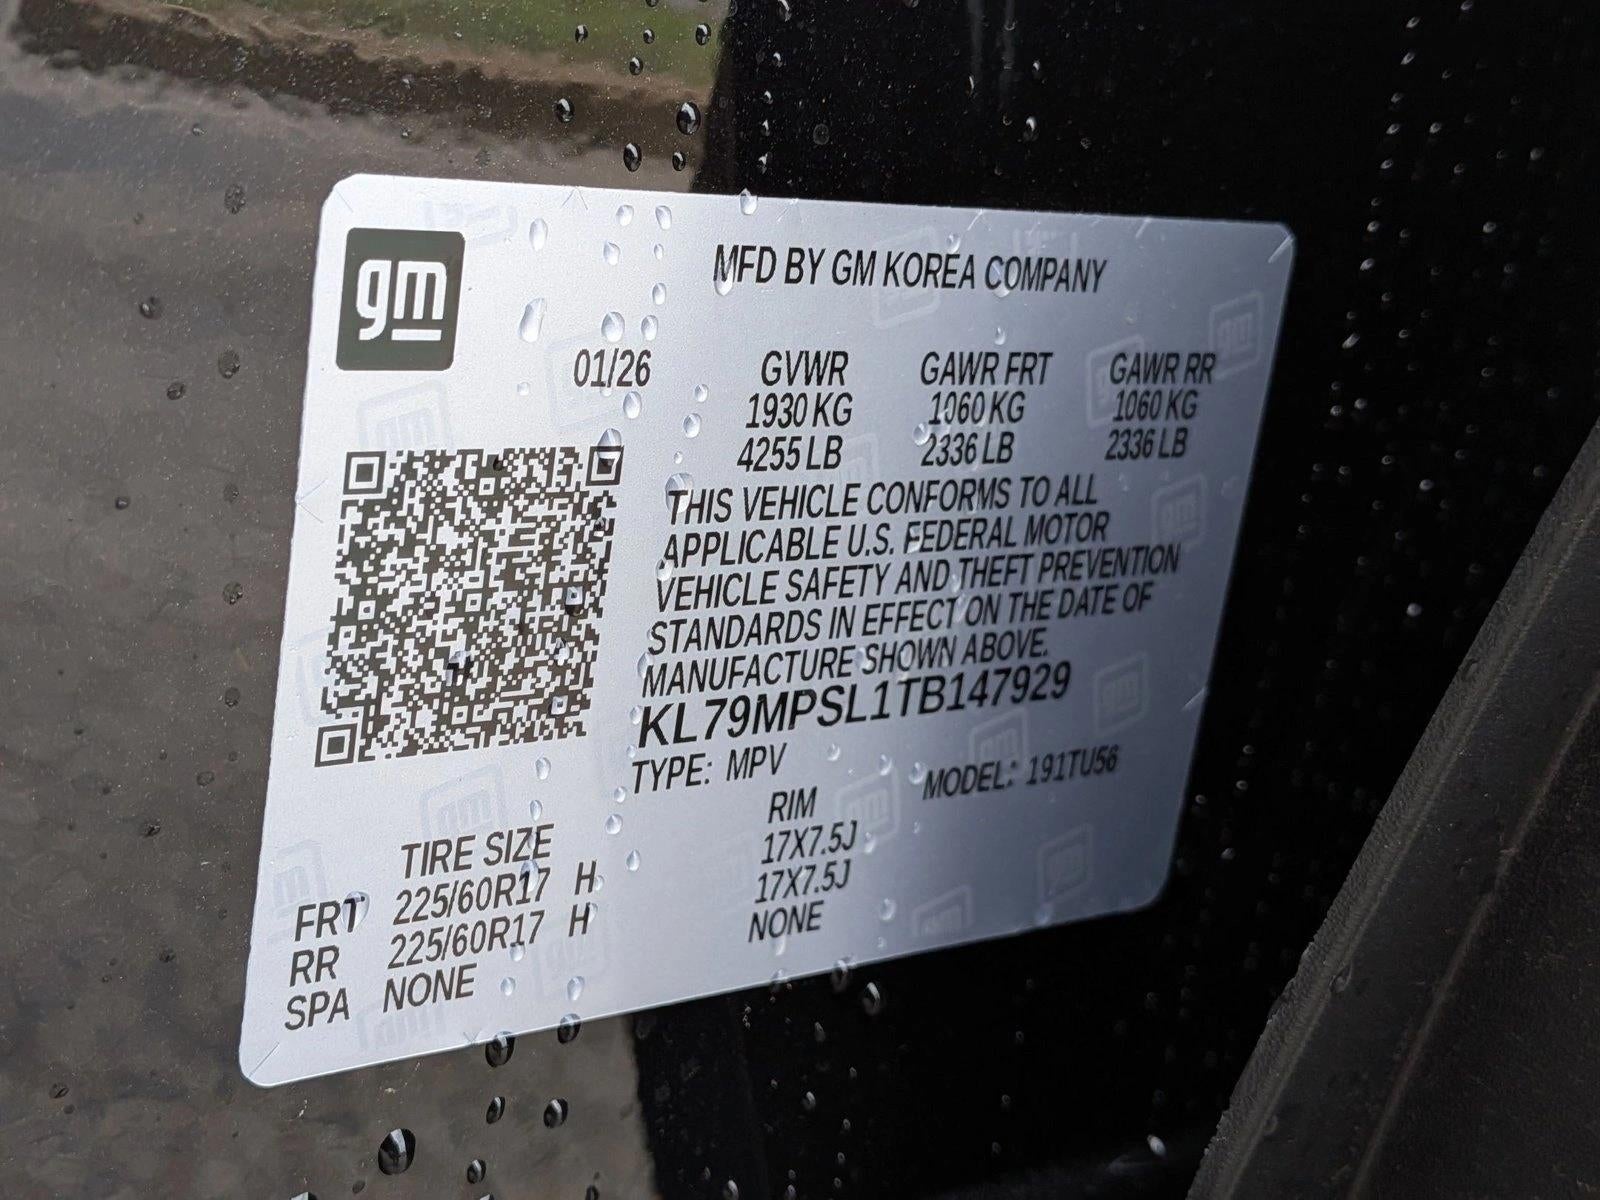 gm
MFD BY GM KOREA COMPANY
01/26 GVWR GAWR FRT GAWR RR
1930 KG 1060 KG 1060 KG
4255 LB 2336 LB 2336 LB
THIS VEHICLE CONFORMS TO ALL
APPLICABLE U.S. FEDERAL MOTOR
VEHICLE SAFETY AND THEFT PREVENTION
STANDARDS IN EFFECT ON THE DATE OF
MANUFACTURE SHOWN ABOVE.
KL79MPSL1TB147929
TYPE: MPV MODEL: 191TU56
TIRE SIZE RIM
FRT 225/60R17 H 17X7.5J
RR 225/60R17 H 17X7.5J
SPA NONE NONE